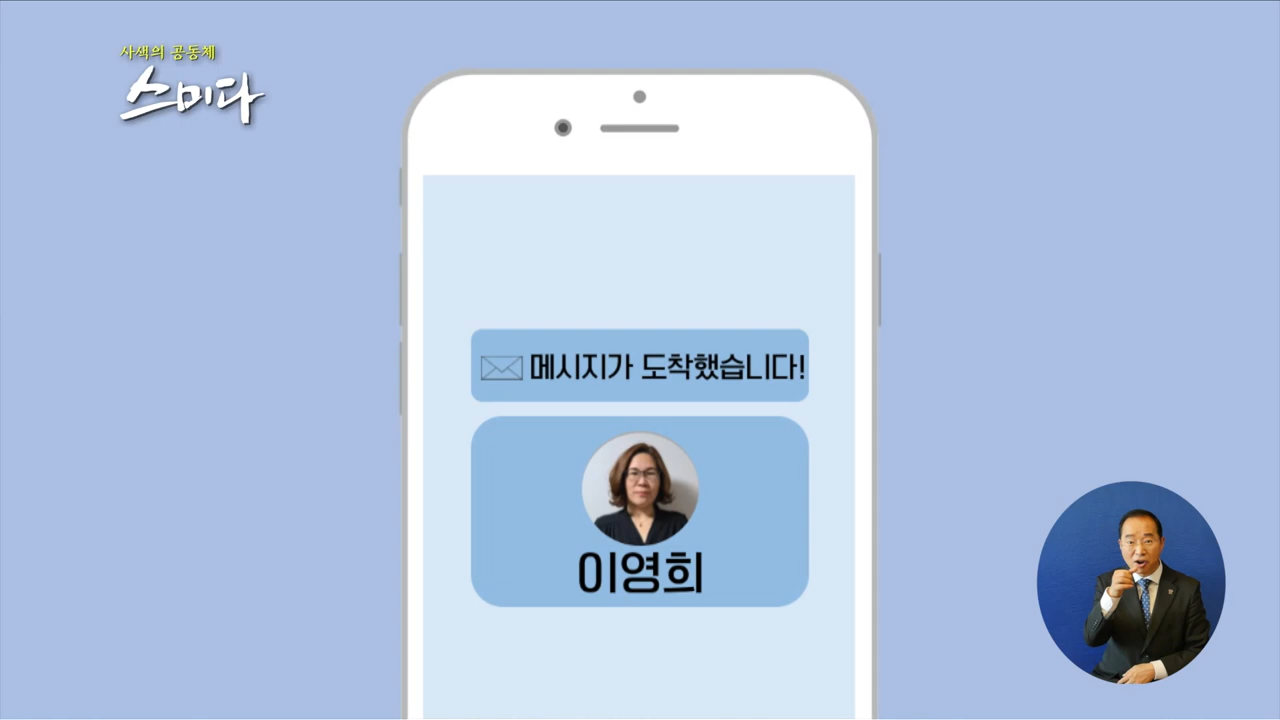 사색의 공동체
스미다
메시지가 도착했습니다!
이영희